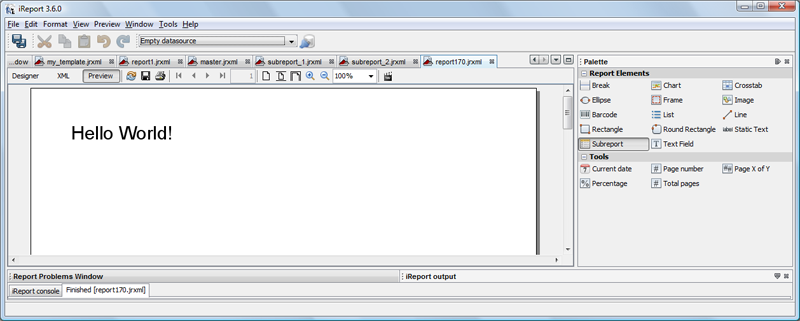 iReport 3.6.0
File Edit Format View Preview Window Tools Help
Empty datasource
...dow my_template.jrxml report1.jrxml master.jrxml subreport_1.jrxml subreport_2.jrxml report170.jrxml
Designer XML Preview 1 100%
Hello World!
Palette
Report Elements
Break Chart Crosstab
Ellipse Frame Image
Barcode List Line
Rectangle Round Rectangle label Static Text
Subreport Text Field
Tools
Current date Page number Page X of Y
Percentage Total pages
Report Problems Window iReport output
iReport console Finished [report170.jrxml]